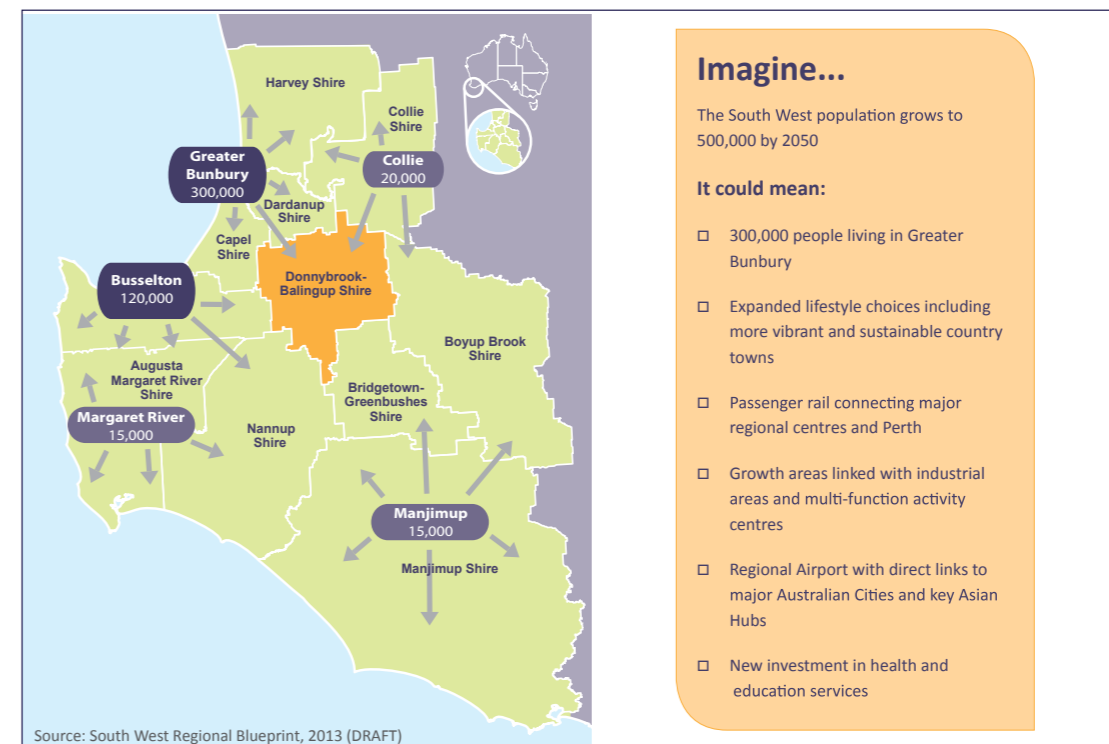 Harvey Shire
Collie
Shire
Greater
Bunbury
300,000
Collie
20,000
Dardanup
Shire
Capel
Shire
Busselton
120,000
Donnybrook-
Balingup Shire
Boyup Brook
Shire
Augusta
Margaret River
Shire
Bridgetown-
Greenbushes
Shire
Margaret River
15,000
Nannup
Shire
Manjimup
15,000
Manjimup Shire
Source: South West Regional Blueprint, 2013 (DRAFT)
Imagine...
The South West population grows to
500,000 by 2050
It could mean:
300,000 people living in Greater
Bunbury
Expanded lifestyle choices including
more vibrant and sustainable country
towns
Passenger rail connecting major
regional centres and Perth
Growth areas linked with industrial
areas and multi-function activity
centres
Regional Airport with direct links to
major Australian Cities and key Asian
Hubs
New investment in health and
education services